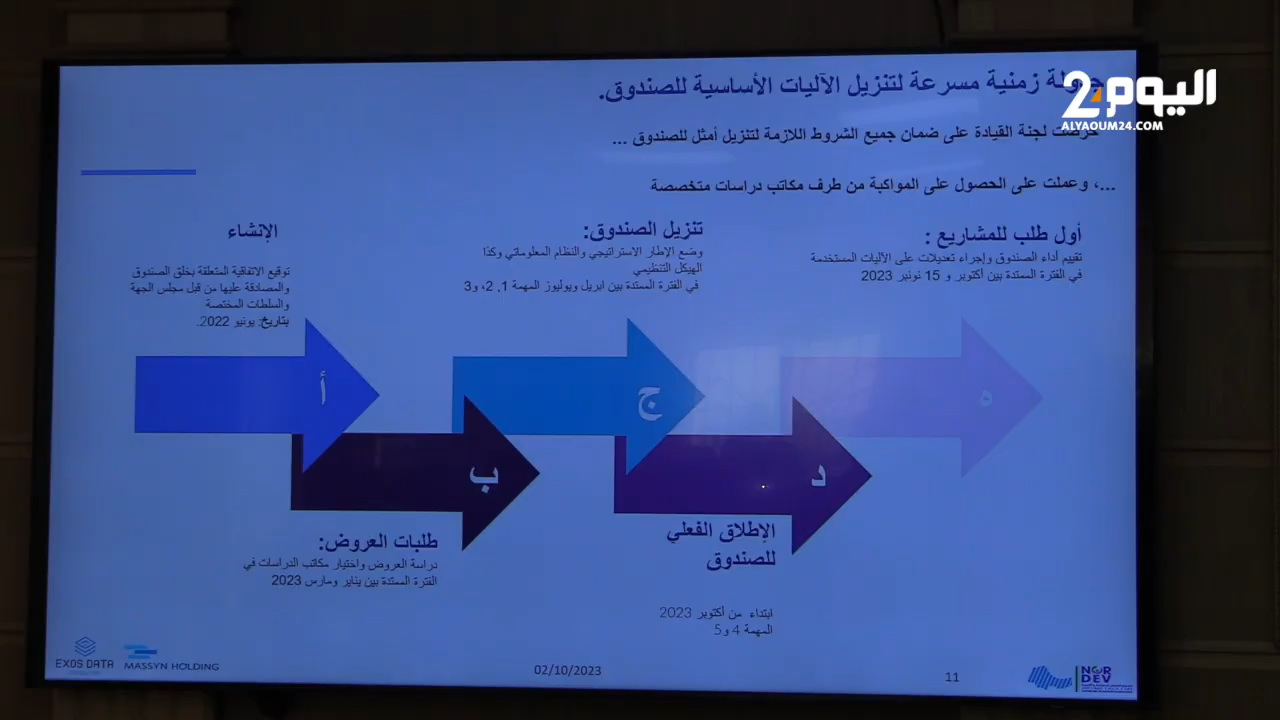 اليوم 24
ALYAOUM24.COM
زمنية مسرعة لتنزيل الآليات الأساسية للصندوق.
حرصت لجنة القيادة على ضمان جميع الشروط اللازمة لتنزيل أمثل للصندوق ...
...، وعملت على الحصول على المواكبة من طرف مكاتب دراسات متخصصة
الإنشاء
توقيع الاتفاقية المتعلقة بخلق الصندوق
والمصادقة عليها من قبل مجلس الجهة
والسلطات المختصة
بتاريخ: يونيو 2022.
أ
طلبات العروض:
دراسة العروض واختيار مكاتب الدراسات في
الفترة الممتدة بين يناير ومارس 2023
ب
تنزيل الصندوق:
وضع الإطار الاستراتيجي والنظام المعلوماتي وكذا
الهيكل التنظيمي
في الفترة الممتدة بين ابريل ويوليوز المهمة 1, 2، و3
ج
الإطلاق الفعلي
للصندوق
ابتداء من أكتوبر 2023
المهمة 4 و5
د
أول طلب للمشاريع :
تقييم أداء الصندوق وإجراء تعديلات على الآليات المستخدمة
في الفترة الممتدة بين أكتوبر و 15 نونبر 2023
ه
EXOS DATA
MASSYN HOLDING
02/10/2023
11
NOR
DEV